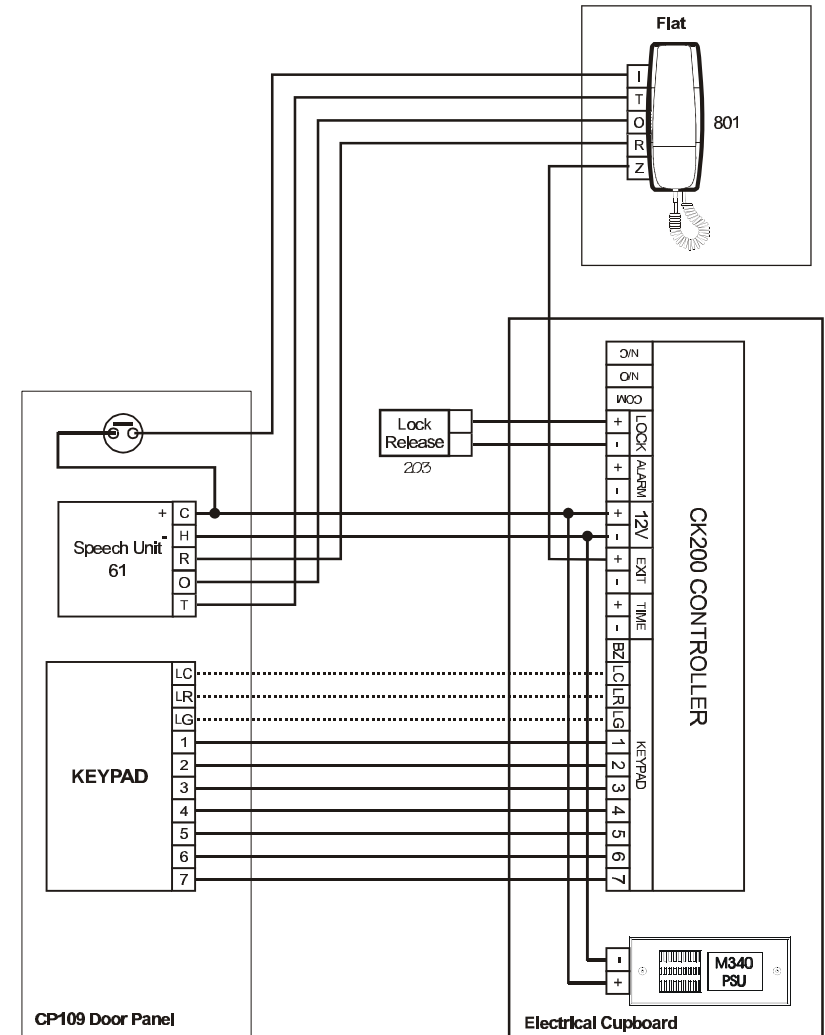 Flat
I
T
O
R
Z
801
N/C
N/O
COM
+
-
LOCK
+
-
ALARM
+
-
12V
+
-
EXIT
+
-
TIME
BZ
LC
LR
LG
1
2
3
4
5
6
7
KEYPAD
CK200 CONTROLLER
Lock
Release
203
+
-
Speech Unit
61
C
H
R
O
T
KEYPAD
LC
LR
LG
1
2
3
4
5
6
7
-
+
M340
PSU
CP109 Door Panel
Electrical Cupboard